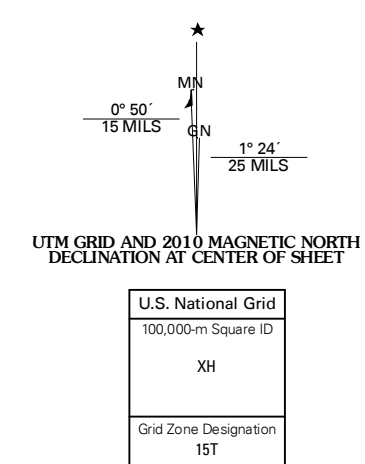 ★
MN
0° 50´
15 MILS
GN
1° 24´
25 MILS
UTM GRID AND 2010 MAGNETIC NORTH
DECLINATION AT CENTER OF SHEET
U.S. National Grid
100,000-m Square ID
XH
Grid Zone Designation
15T